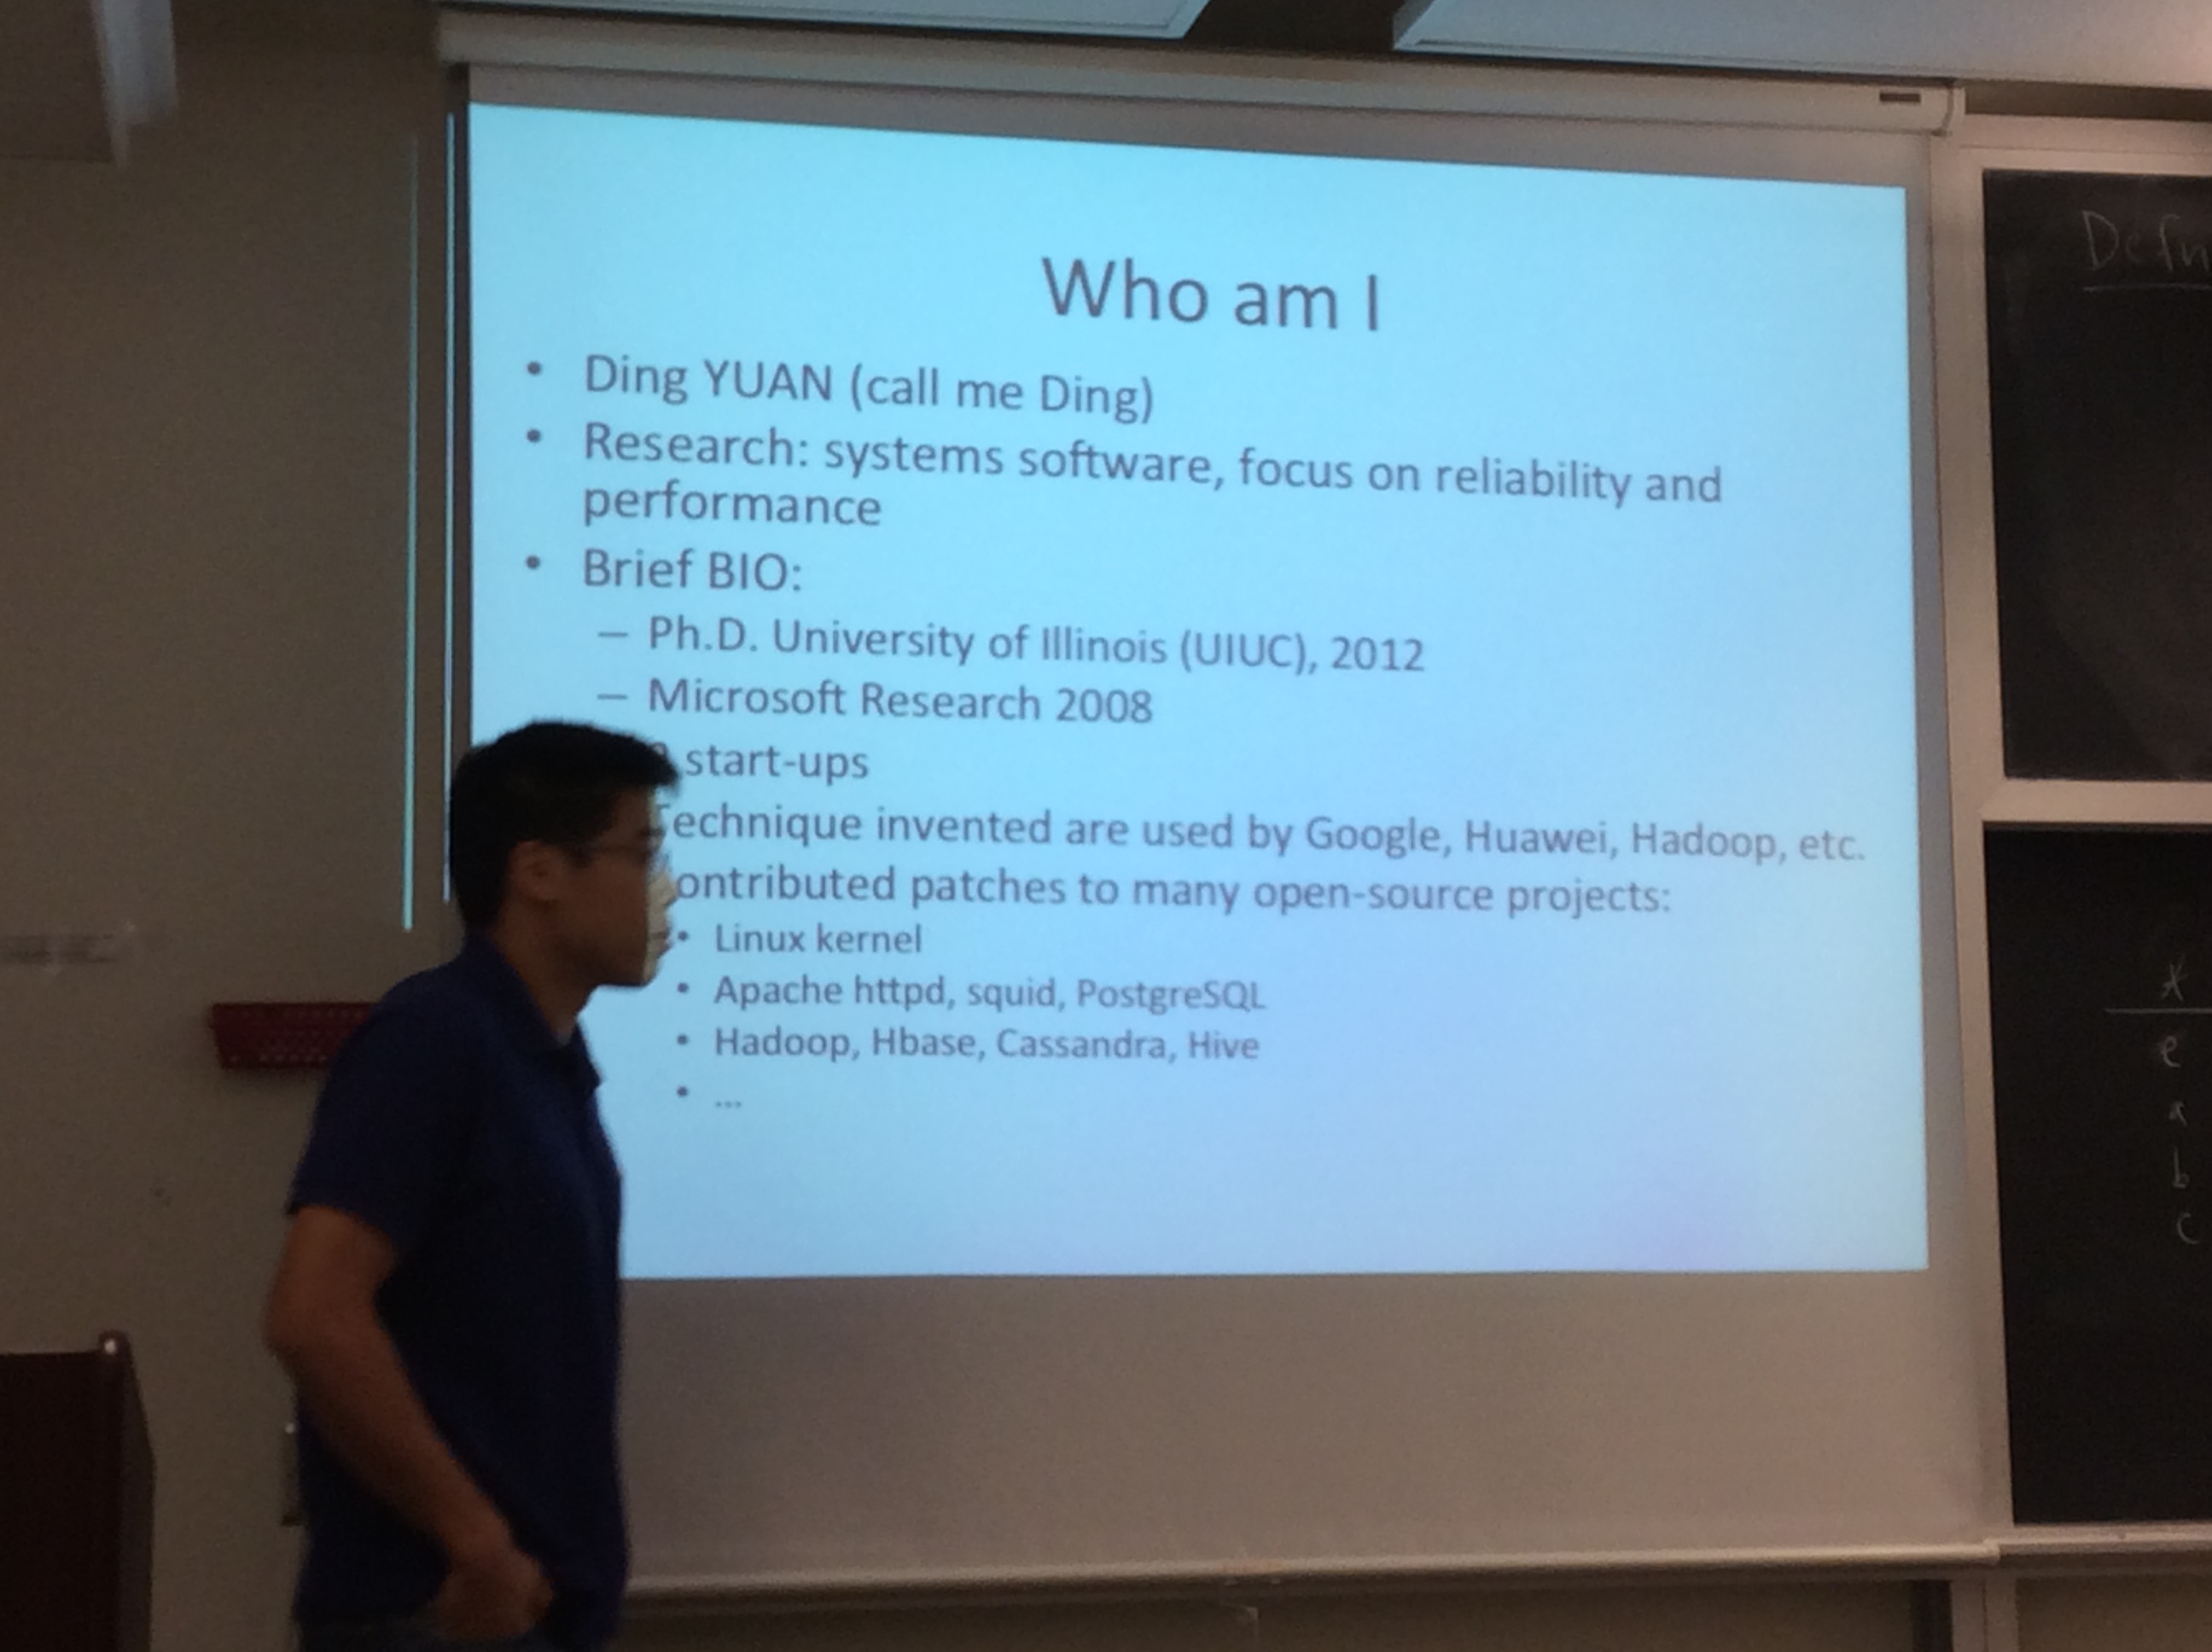 Who am I
• Ding YUAN (call me Ding)
• Research: systems software, focus on reliability and
performance
• Brief BIO:
– Ph.D. University of Illinois (UIUC), 2012
– Microsoft Research 2008
start-ups
echnique invented are used by Google, Huawei, Hadoop, etc.
ontributed patches to many open-source projects:
• Linux kernel
• Apache httpd, squid, PostgreSQL
• Hadoop, Hbase, Cassandra, Hive
• ...
Defn
*
e
a
b
c